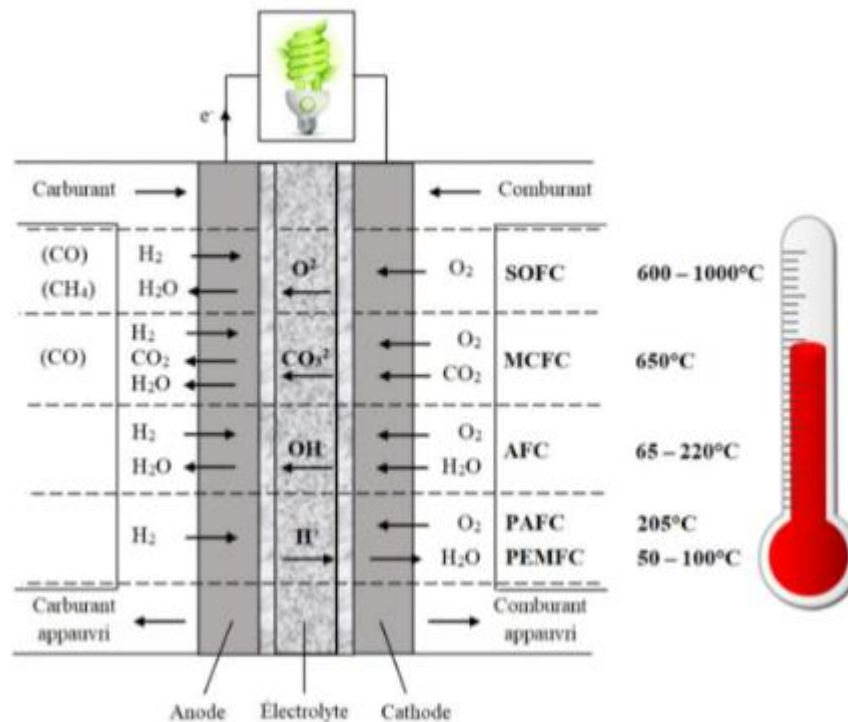 e-
Carburant
Comburant
(CO) H₂ O² O₂ SOFC 600 – 1000°C
(CH₄) H₂O
H₂ O₂
(CO) CO₂ CO₃² CO₂ MCFC 650°C
H₂O
H₂ OH O₂ AFC 65 – 220°C
H₂O H₂O
H₂ H⁺ O₂ PAFC 205°C
H₂O PEMFC 50 – 100°C
Carburant
appauvri
Comburant
appauvri
Anode Électrolyte Cathode